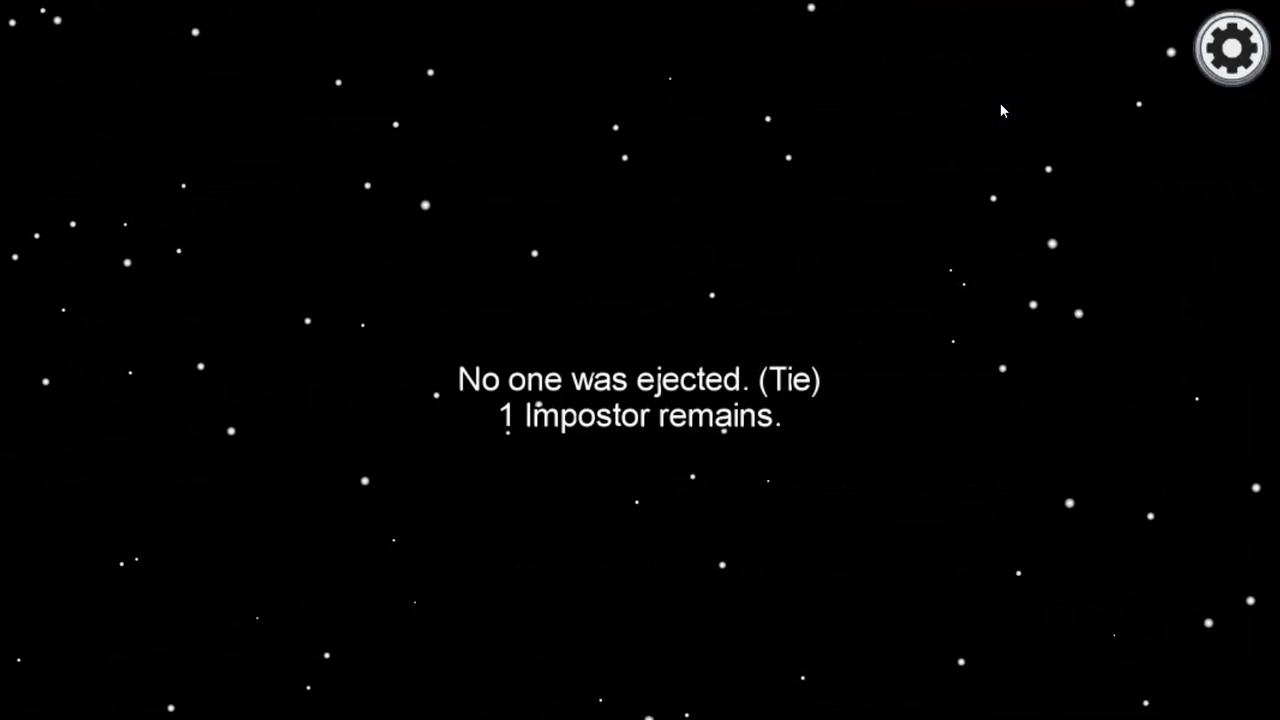 No one was ejected. (Tie)
1 Impostor remains.